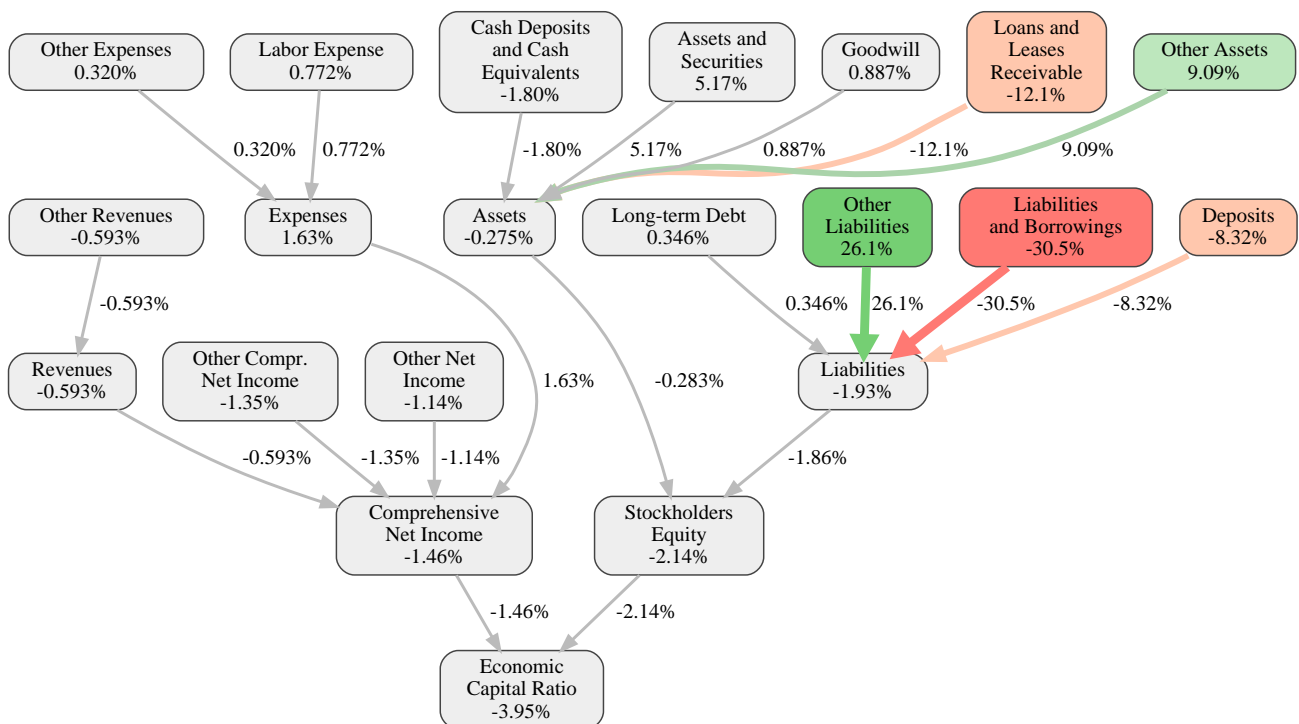 Other Expenses
0.320%
Labor Expense
0.772%
Cash Deposits
and Cash
Equivalents
-1.80%
Assets and
Securities
5.17%
Goodwill
0.887%
Loans and
Leases
Receivable
-12.1%
Other Assets
9.09%
0.320%
0.772%
-1.80%
5.17%
0.887%
-12.1%
9.09%
Other Revenues
-0.593%
Expenses
1.63%
Assets
-0.275%
Long-term Debt
0.346%
Other
Liabilities
26.1%
Liabilities
and Borrowings
-30.5%
Deposits
-8.32%
-0.593%
0.346%
26.1%
-30.5%
-8.32%
Revenues
-0.593%
Other Compr.
Net Income
-1.35%
Other Net
Income
-1.14%
1.63%
-0.283%
Liabilities
-1.93%
-0.593%
-1.35%
-1.14%
-1.86%
Comprehensive
Net Income
-1.46%
Stockholders
Equity
-2.14%
-1.46%
-2.14%
Economic
Capital Ratio
-3.95%